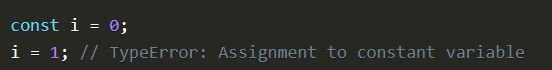 const i = 0;
i = 1; // TypeError: Assignment to constant variable